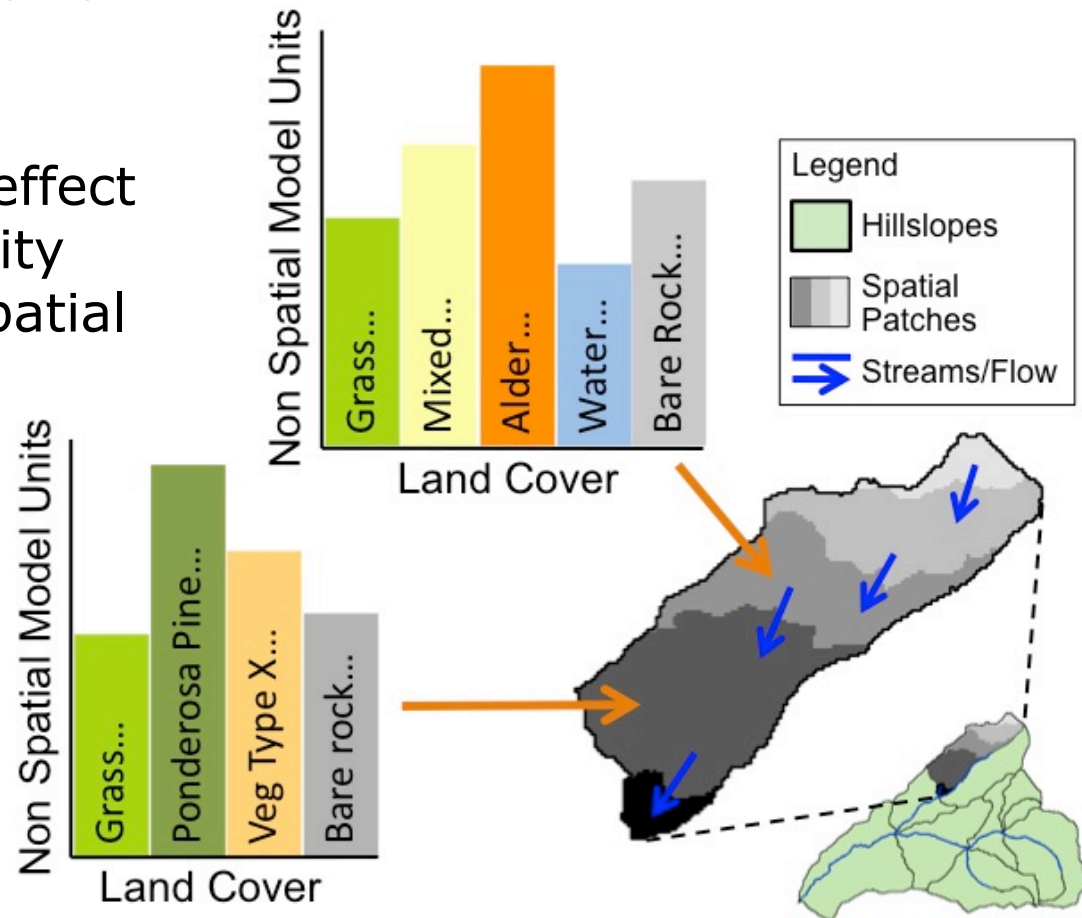 effect
ity
patial
Non Spatial Model Units
Grass...
Mixed...
Alder...
Water...
Bare Rock...
Land Cover
Legend
Hillslopes
Spatial
Patches
Streams/Flow
Non Spatial Model Units
Grass...
Ponderosa Pine...
Veg Type X...
Bare rock...
Land Cover